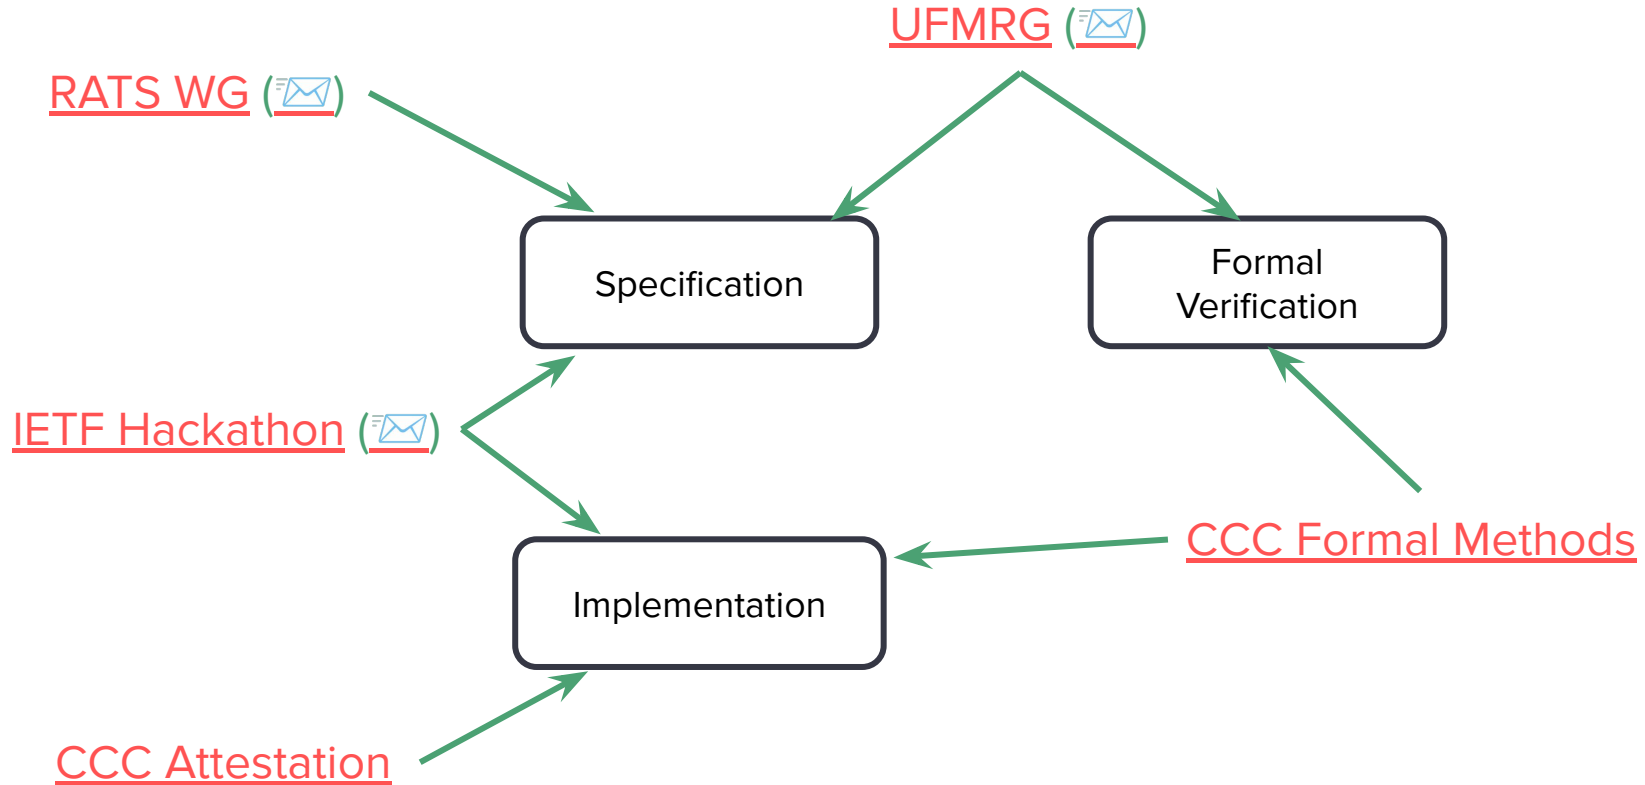 UFMRG (📨)
RATS WG (📨)
Specification
Formal
Verification
IETF Hackathon (📨)
CCC Formal Methods
Implementation
CCC Attestation